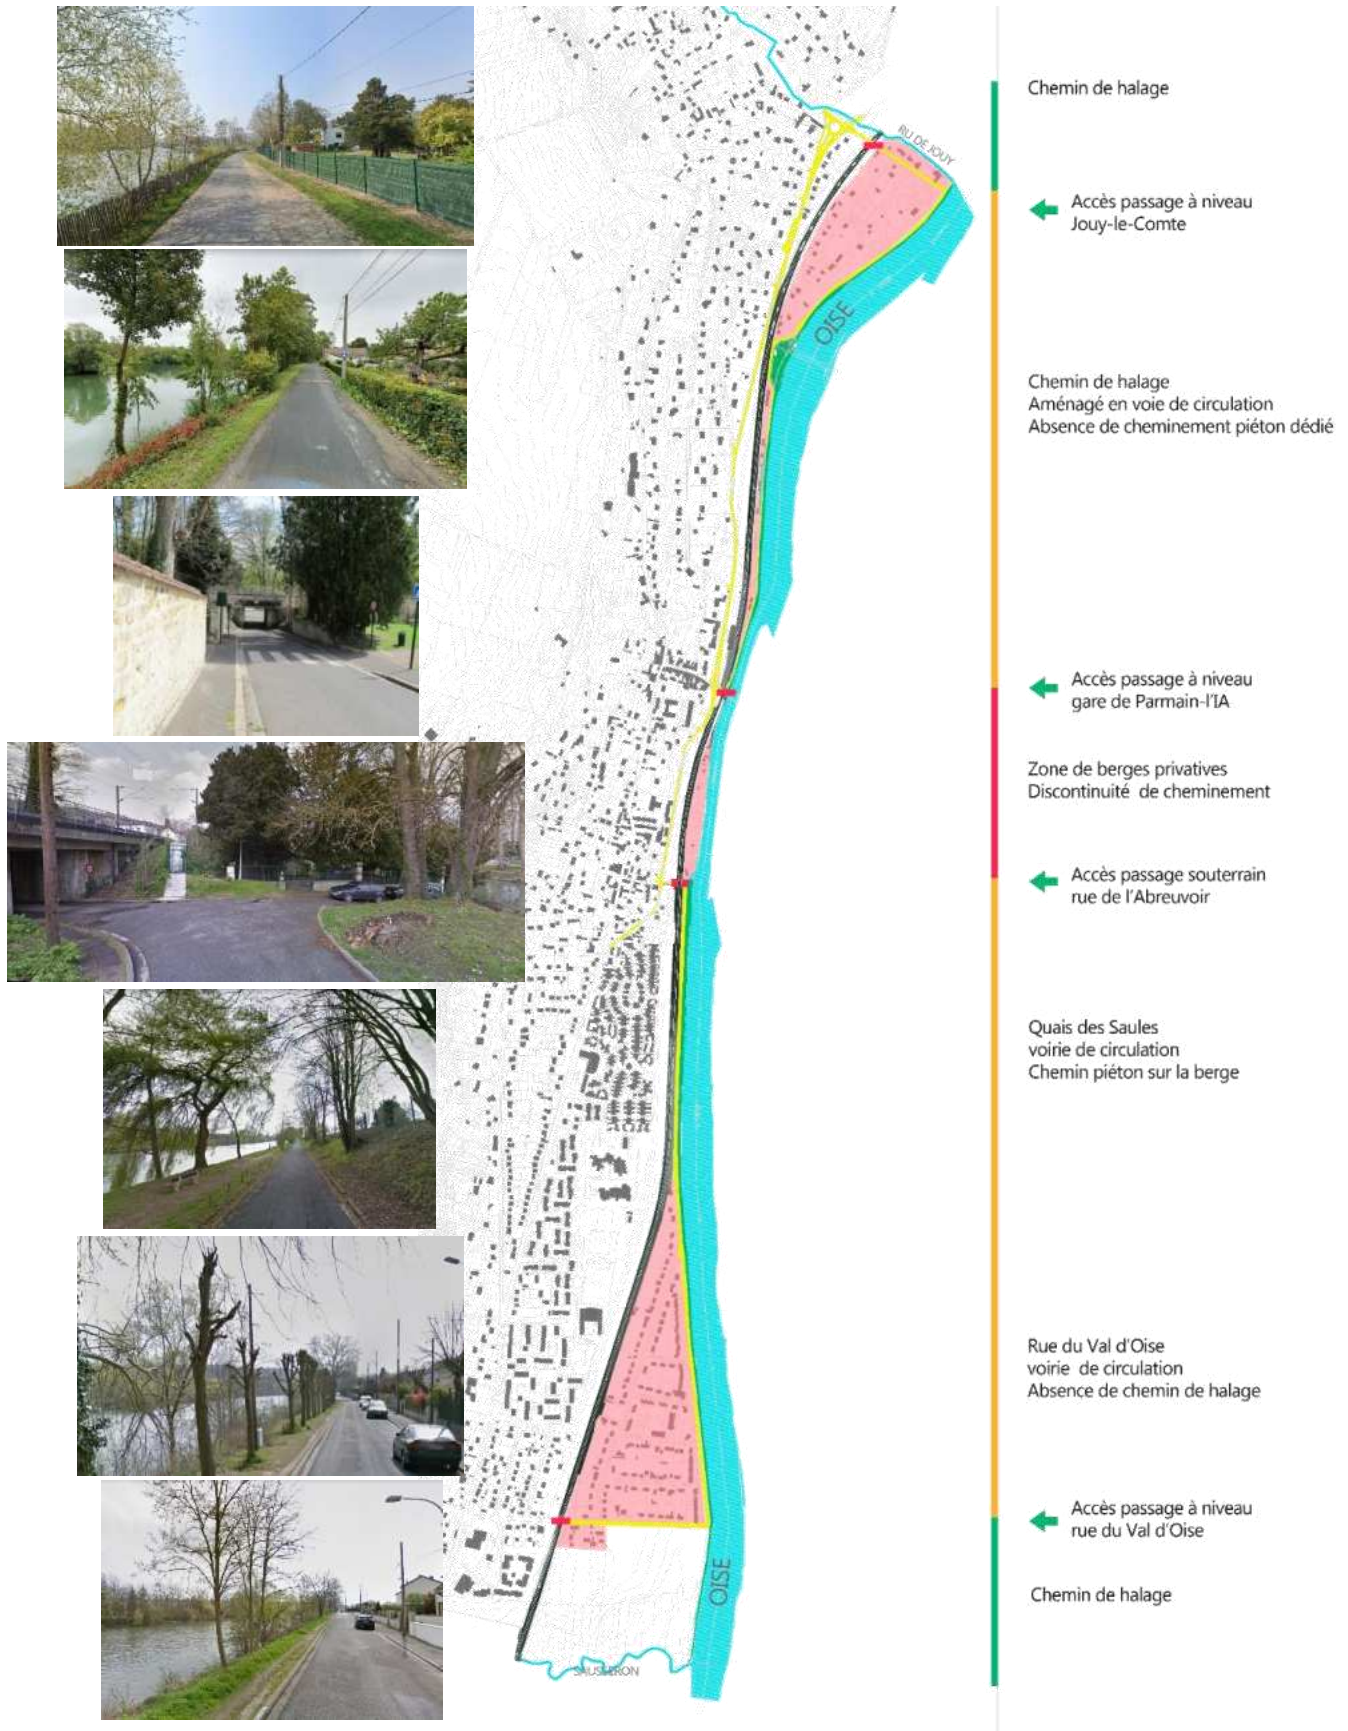 Chemin de halage
RU DE JOUY
Accès passage à niveau
Jouy-le-Comte
OISE
Chemin de halage
Aménagé en voie de circulation
Absence de cheminement piéton dédié
Accès passage à niveau
gare de Parmain-l'IA
Zone de berges privatives
Discontinuité de cheminement
Accès passage souterrain
rue de l'Abreuvoir
Quais des Saules
voirie de circulation
Chemin piéton sur la berge
Rue du Val d'Oise
voirie de circulation
Absence de chemin de halage
Accès passage à niveau
rue du Val d'Oise
OISE
Chemin de halage
SAUSSERON